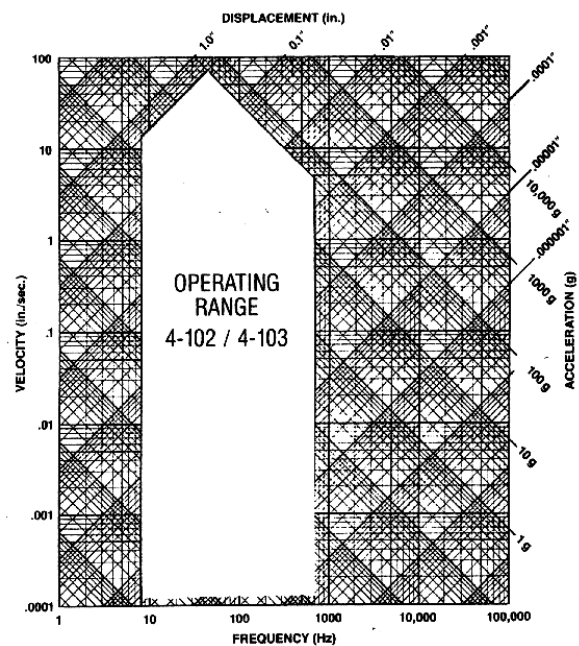 DISPLACEMENT (in.)
1.0"
0.1"
.01"
.001"
.0001"
.00001"
.000001"
10,000 g
1000 g
100 g
10 g
1 g
ACCELERATION (g)
VELOCITY (in./sec.)
100
10
1
.1
.01
.001
.0001
OPERATING
RANGE
4-102 / 4-103
1
10
100
1000
10,000
100,000
FREQUENCY (Hz)